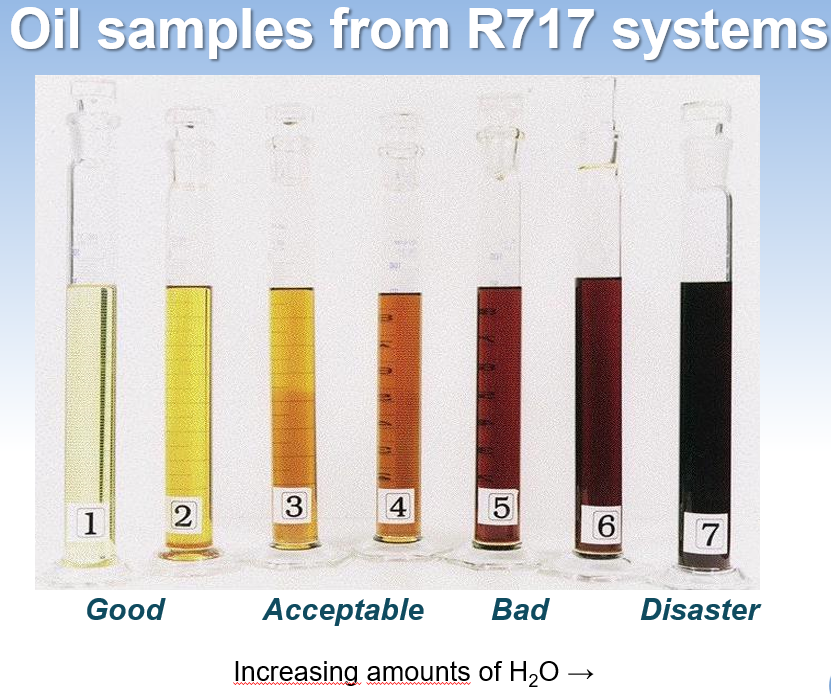 Oil samples from R717 systems
1 2 3 4 5 6 7
Good Acceptable Bad Disaster
Increasing amounts of H₂O →